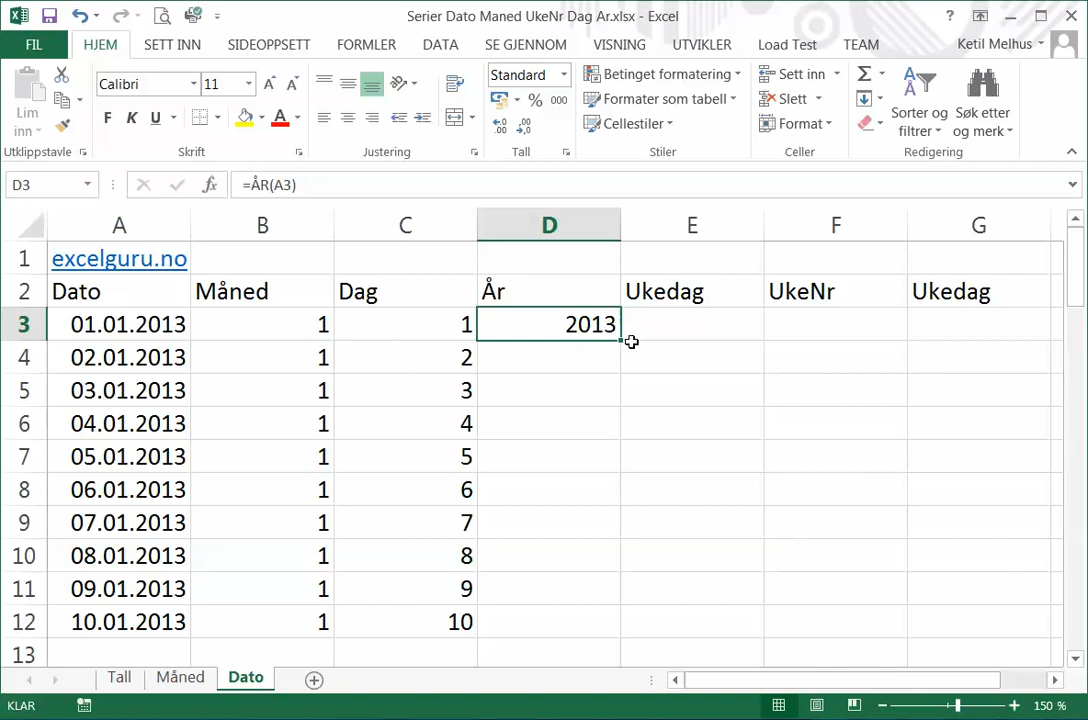 Serier Dato Maned UkeNr Dag Ar.xlsx - Excel
?
FIL HJEM SETT INN SIDEOPPSETT FORMLER DATA SE GJENNOM VISNING UTVIKLER Load Test TEAM Ketil Melhus
Lim inn
Calibri 11
F K U A
Standard
% 000
Betinget formatering
Formater som tabell
Cellestiler
Sett inn
Slett
Format
Sorter og filtrer
Søk etter og merk
Utklippstavle Skrift Justering Tall Stiler Celler Redigering
D3 fx =ÅR(A3)
A B C D E F G
1 excelguru.no
2 Dato Måned Dag År Ukedag UkeNr Ukedag
3 01.01.2013 1 1 2013
4 02.01.2013 1 2
5 03.01.2013 1 3
6 04.01.2013 1 4
7 05.01.2013 1 5
8 06.01.2013 1 6
9 07.01.2013 1 7
10 08.01.2013 1 8
11 09.01.2013 1 9
12 10.01.2013 1 10
13
Tall Måned Dato
KLAR 150 %